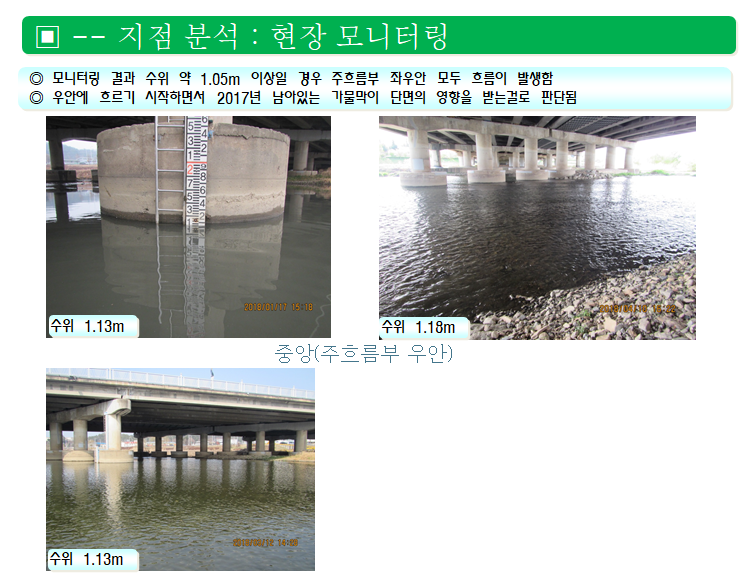 ▣ -- 지점 분석 : 현장 모니터링
◎ 모니터링 결과 수위 약 1.05m 이상일 경우 주흐름부 좌우안 모두 흐름이 발생함
◎ 우안에 흐르기 시작하면서 2017년 남아있는 가물막이 단면의 영향을 받는걸로 판단됨
2018/01/17 15:18
수위 1.13m
수위 1.18m
중앙(주흐름부 우안)
수위 1.13m